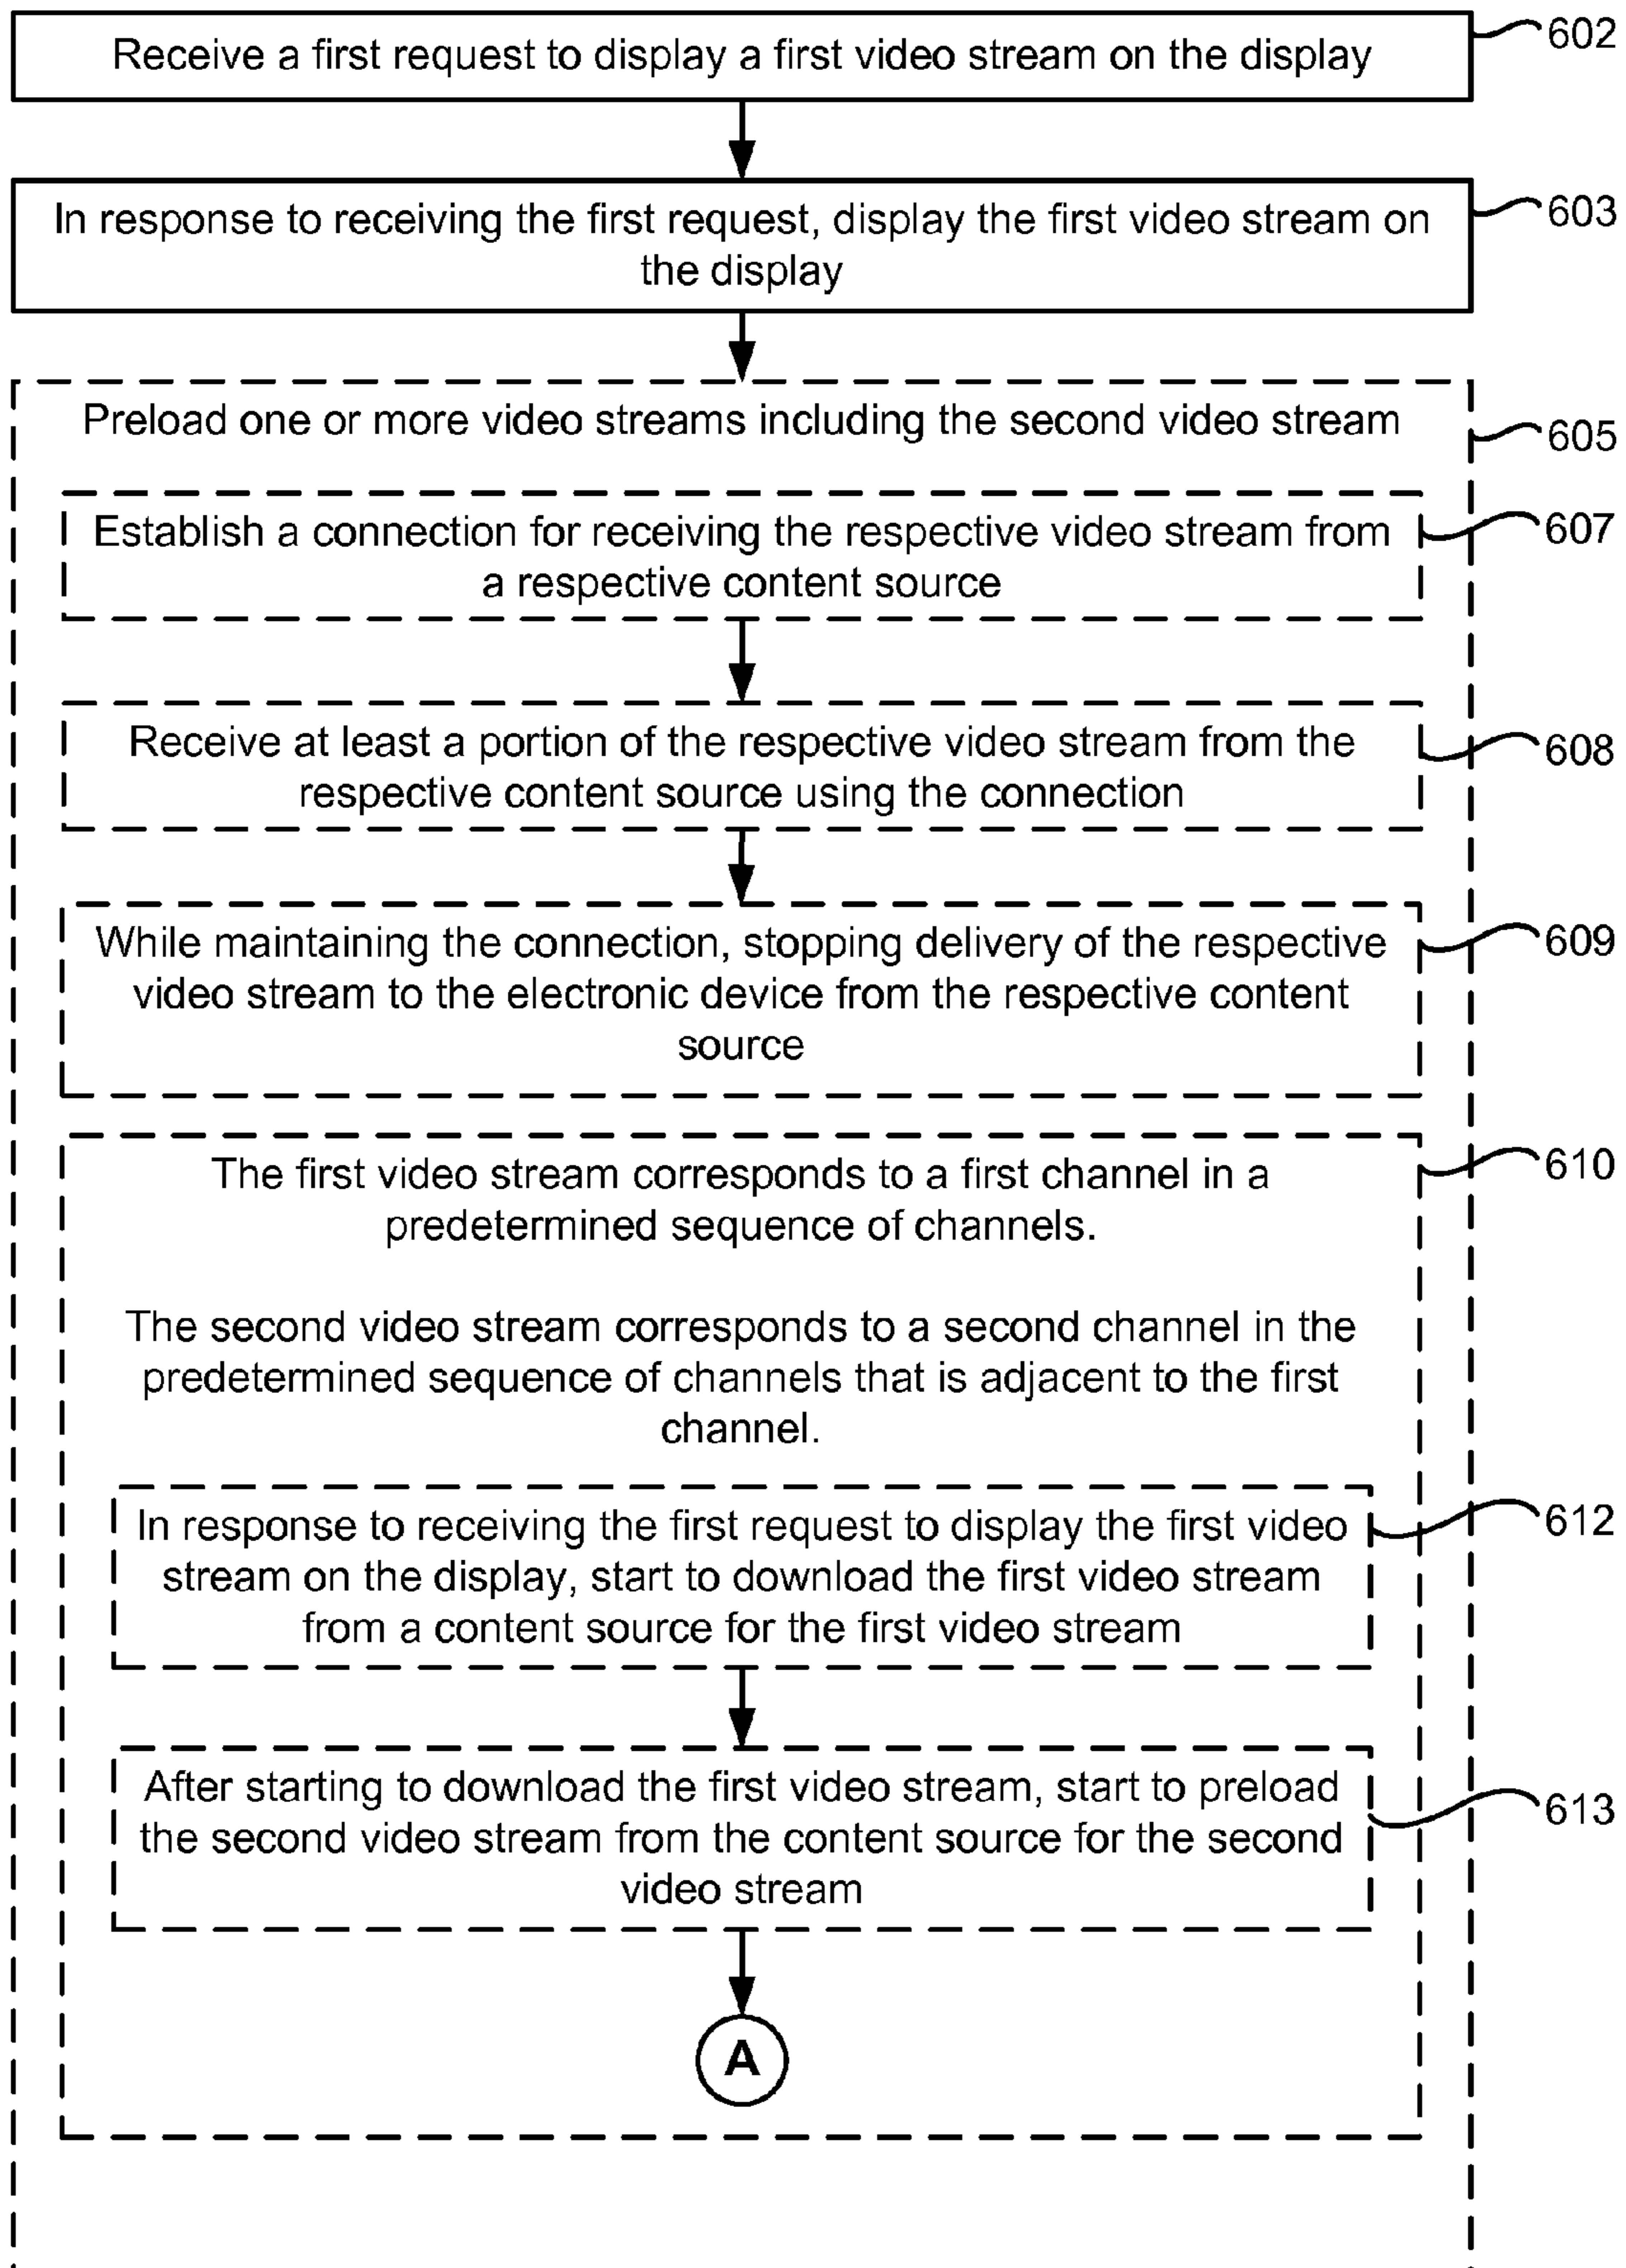 Receive a first request to display a first video stream on the display
602
In response to receiving the first request, display the first video stream on
the display
603
Preload one or more video streams including the second video stream
605
Establish a connection for receiving the respective video stream from
a respective content source
607
Receive at least a portion of the respective video stream from the
respective content source using the connection
608
While maintaining the connection, stopping delivery of the respective
video stream to the electronic device from the respective content
source
609
The first video stream corresponds to a first channel in a
predetermined sequence of channels.
610
The second video stream corresponds to a second channel in the
predetermined sequence of channels that is adjacent to the first
channel.
In response to receiving the first request to display the first video
stream on the display, start to download the first video stream
from a content source for the first video stream
612
After starting to download the first video stream, start to preload
the second video stream from the content source for the second
video stream
613
A